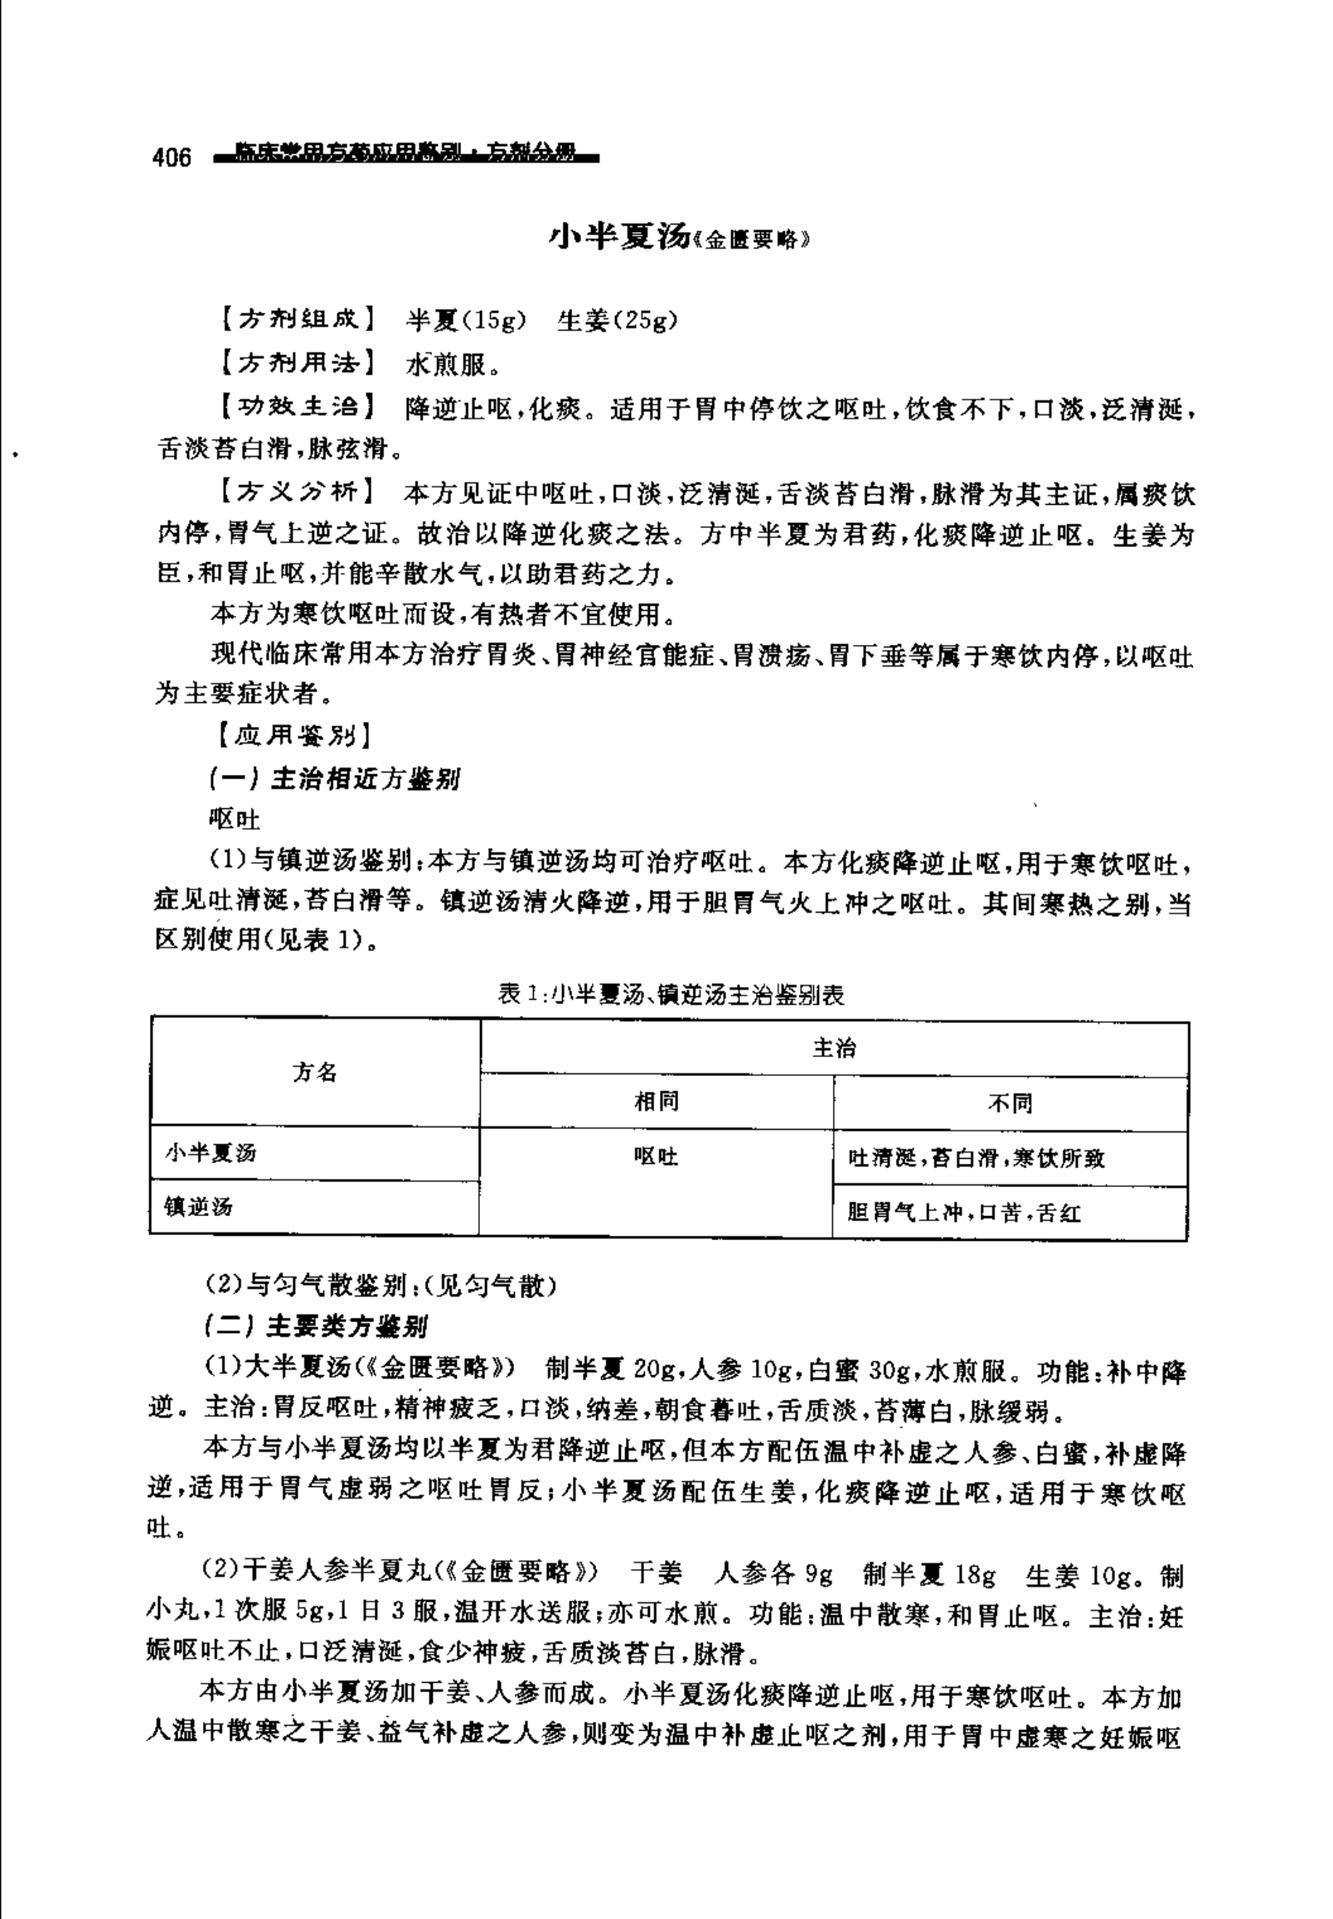 406 临床常用方药应用鉴别·方剂分册
小半夏汤《金匮要略》
【方剂组成】 半夏(15g) 生姜(25g)
【方剂用法】 水煎服。
【功效主治】 降逆止呕,化痰。适用于胃中停饮之呕吐,饮食不下,口淡,泛清涎,
舌淡苔白滑,脉弦滑。
【方义分析】 本方见证中呕吐,口淡,泛清涎,舌淡苔白滑,脉滑为其主证,属痰饮
内停,胃气上逆之证。故治以降逆化痰之法。方中半夏为君药,化痰降逆止呕。生姜为
臣,和胃止呕,并能辛散水气,以助君药之力。
本方为寒饮呕吐而设,有热者不宜使用。
现代临床常用本方治疗胃炎、胃神经官能症、胃溃疡、胃下垂等属于寒饮内停,以呕吐
为主要症状者。
【应用鉴别】
(一)主治相近方鉴别
呕吐
(1)与镇逆汤鉴别:本方与镇逆汤均可治疗呕吐。本方化痰降逆止呕,用于寒饮呕吐,
症见吐清涎,苔白滑等。镇逆汤清火降逆,用于胆胃气火上冲之呕吐。其间寒热之别,当
区别使用(见表1)。
表1:小半夏汤、镇逆汤主治鉴别表
方名 主治
相同 不同
小半夏汤 呕吐 吐清涎,苔白滑,寒饮所致
镇逆汤 胆胃气上冲,口苦,舌红
(2)与匀气散鉴别:(见匀气散)
(二)主要类方鉴别
(1)大半夏汤(《金匮要略》) 制半夏20g,人参10g,白蜜30g,水煎服。功能:补中降
逆。主治:胃反呕吐,精神疲乏,口淡,纳差,朝食暮吐,舌质淡,苔薄白,脉缓弱。
本方与小半夏汤均以半夏为君降逆止呕,但本方配伍温中补虚之人参、白蜜,补虚降
逆,适用于胃气虚弱之呕吐胃反;小半夏汤配伍生姜,化痰降逆止呕,适用于寒饮呕
吐。
(2)干姜人参半夏丸(《金匮要略》) 干姜 人参各9g 制半夏18g 生姜10g。制
小丸,1次服5g,1日3服,温开水送服;亦可水煎。功能:温中散寒,和胃止呕。主治:妊
娠呕吐不止,口泛清涎,食少神疲,舌质淡苔白,脉滑。
本方由小半夏汤加干姜、人参而成。小半夏汤化痰降逆止呕,用于寒饮呕吐。本方加
人温中散寒之干姜、益气补虚之人参,则变为温中补虚止呕之剂,用于胃中虚寒之妊娠呕